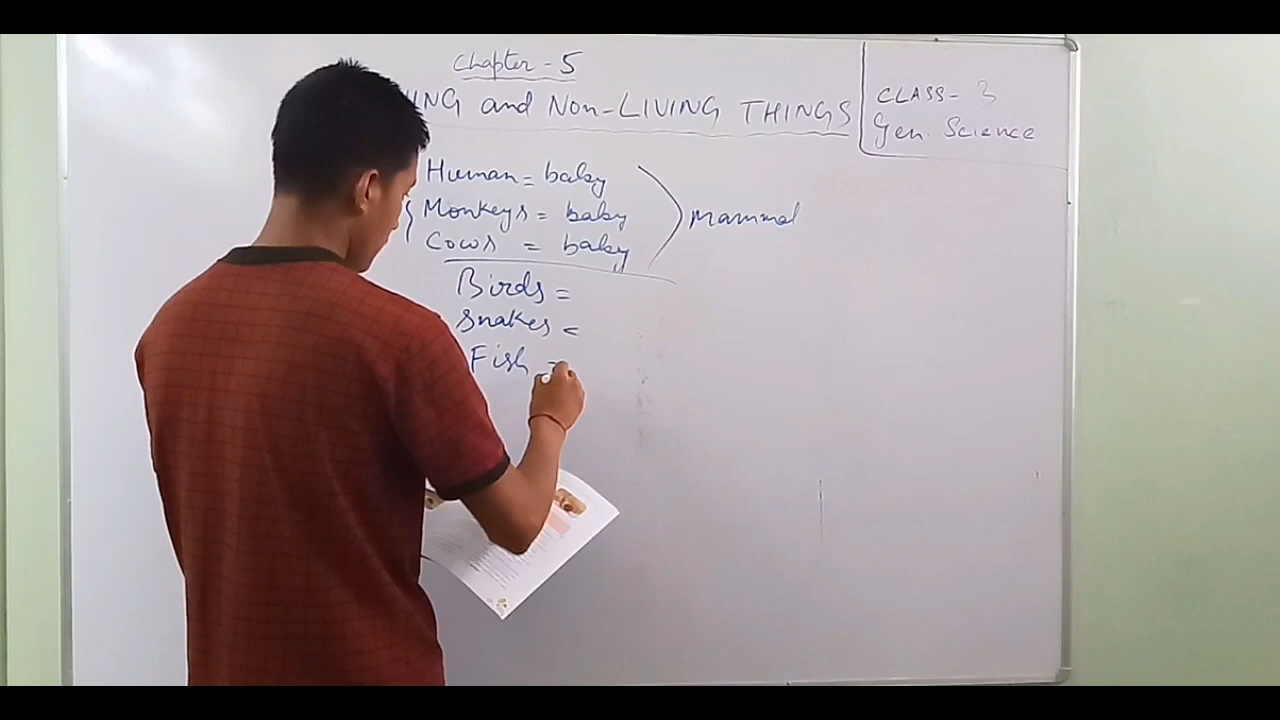 Chapter - 5
ING and Non-LIVING THINGS
CLASS- 3
Gen. Science
Human = baby
Monkeys = baby
Cows = baby
Mammal
Birds =
Snakes =
Fish =